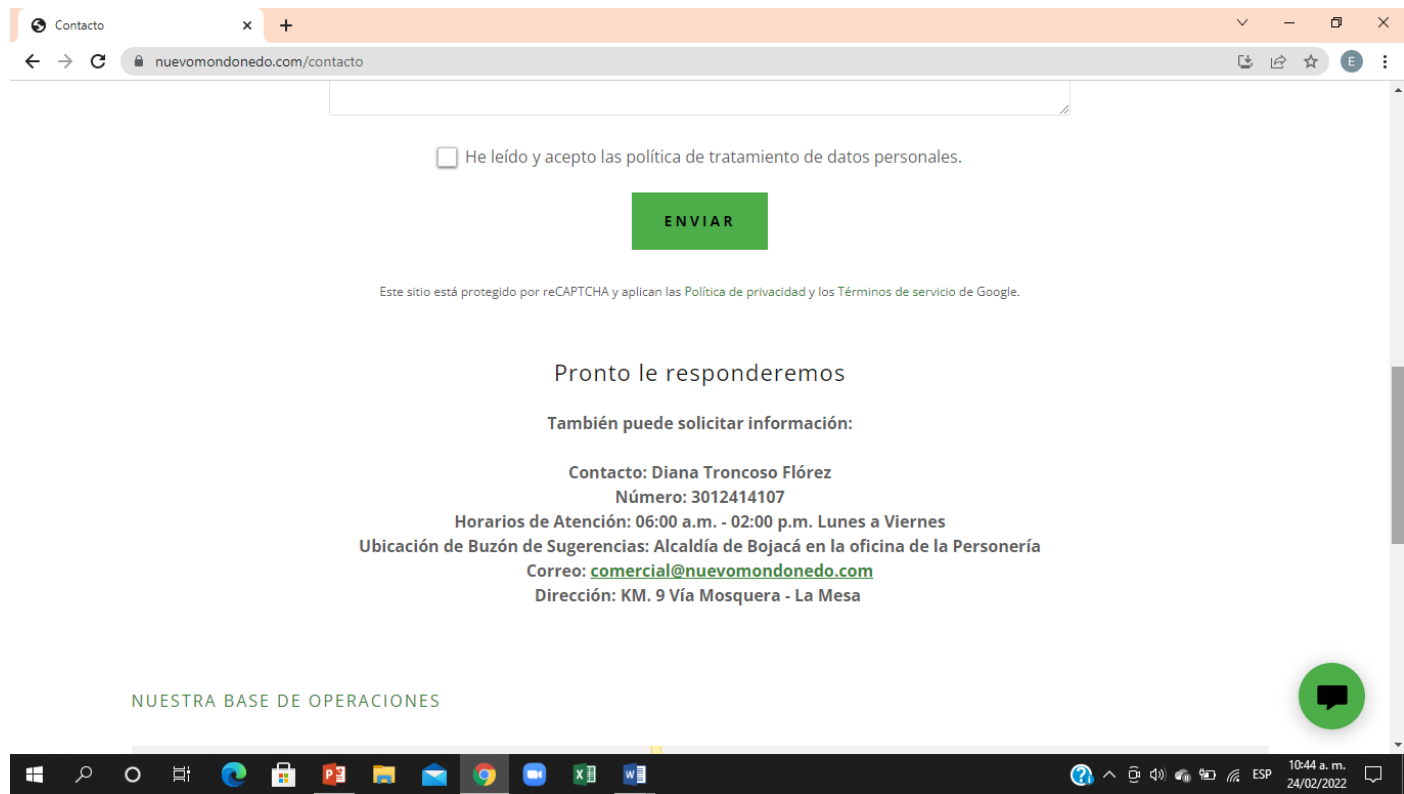 Contacto
nuevomondonedo.com/contacto
E
He leído y acepto las política de tratamiento de datos personales.
ENVIAR
Este sitio está protegido por reCAPTCHA y aplican las Política de privacidad y los Términos de servicio de Google.
Pronto le responderemos
También puede solicitar información:
Contacto: Diana Troncoso Flórez
Número: 3012414107
Horarios de Atención: 06:00 a.m. - 02:00 p.m. Lunes a Viernes
Ubicación de Buzón de Sugerencias: Alcaldía de Bojacá en la oficina de la Personería
Correo: comercial@nuevomondonedo.com
Dirección: KM. 9 Vía Mosquera - La Mesa
NUESTRA BASE DE OPERACIONES
ESP
10:44 a. m.
24/02/2022